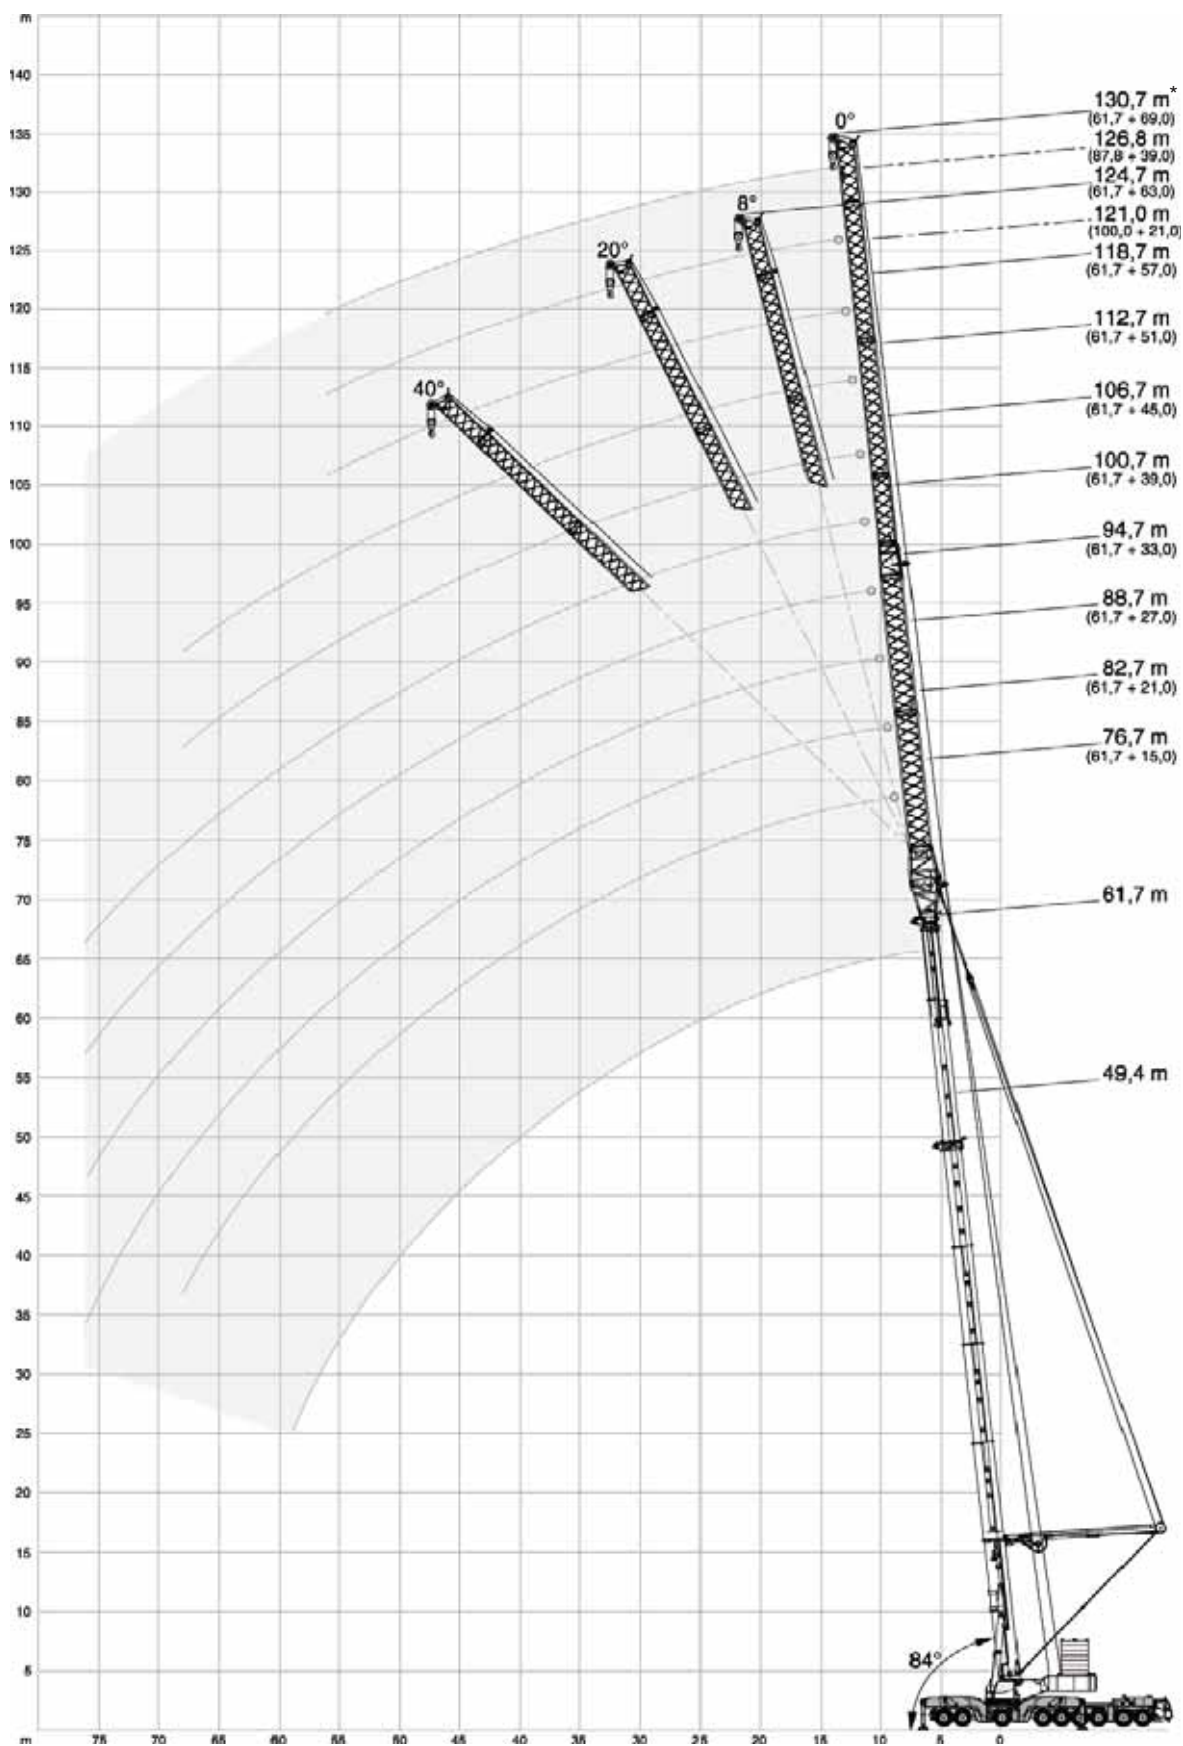 m
140
135
130
125
120
115
110
105
100
95
90
85
80
75
70
65
60
55
50
45
40
35
30
25
20
15
10
5
m 75 70 65 60 55 50 45 40 35 30 25 20 15 10 5 0
0°
8°
20°
40°
84°
130,7 m*
(61,7 + 69,0)
126,8 m
(87,8 + 39,0)
124,7 m
(61,7 + 63,0)
121,0 m
(100,0 + 21,0)
118,7 m
(61,7 + 57,0)
112,7 m
(61,7 + 51,0)
106,7 m
(61,7 + 45,0)
100,7 m
(61,7 + 39,0)
94,7 m
(61,7 + 33,0)
88,7 m
(61,7 + 27,0)
82,7 m
(61,7 + 21,0)
76,7 m
(61,7 + 15,0)
61,7 m
49,4 m